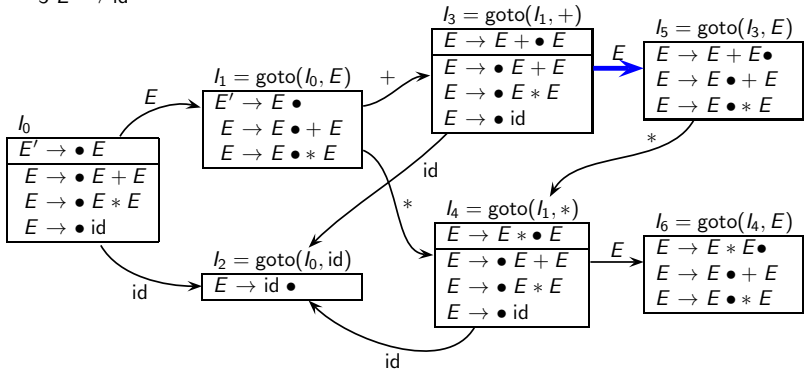 3 E → id
I0
E′ → • E
E → • E + E
E → • E ∗ E
E → • id
E
id
I1 = goto(I0, E)
E′ → E •
E → E • + E
E → E • ∗ E
+
∗
I2 = goto(I0, id)
E → id •
I3 = goto(I1, +)
E → E + • E
E → • E + E
E → • E ∗ E
E → • id
E
id
I4 = goto(I1, ∗)
E → E ∗ • E
E → • E + E
E → • E ∗ E
E → • id
E
id
I5 = goto(I3, E)
E → E + E•
E → E • + E
E → E • ∗ E
∗
I6 = goto(I4, E)
E → E ∗ E•
E → E • + E
E → E • ∗ E